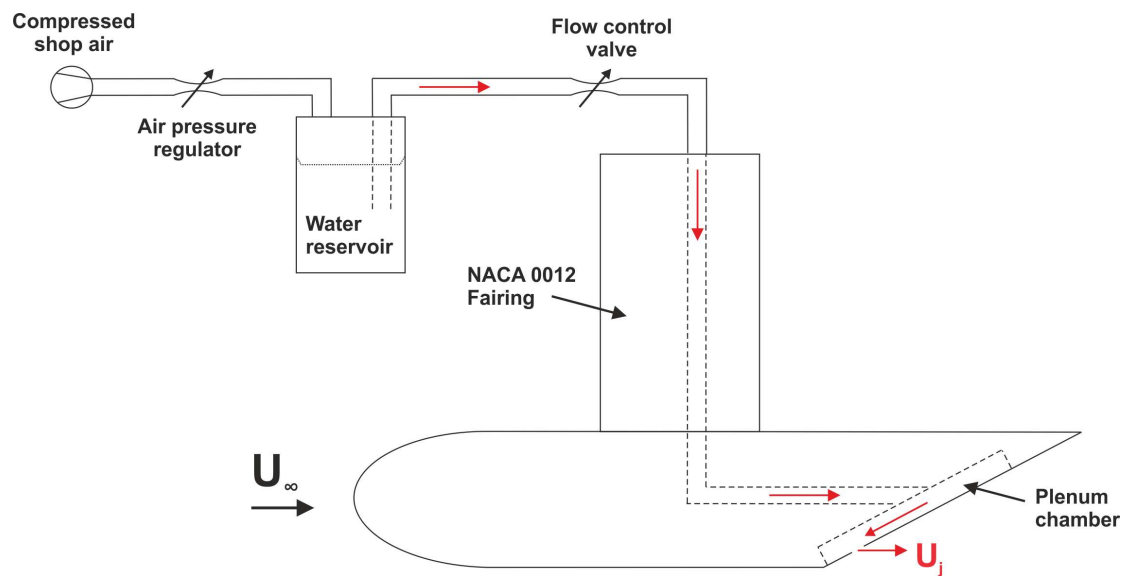 Compressed
shop air
Flow control
valve
Air pressure
regulator
Water
reservoir
NACA 0012
Fairing
U∞
Plenum
chamber
Uj